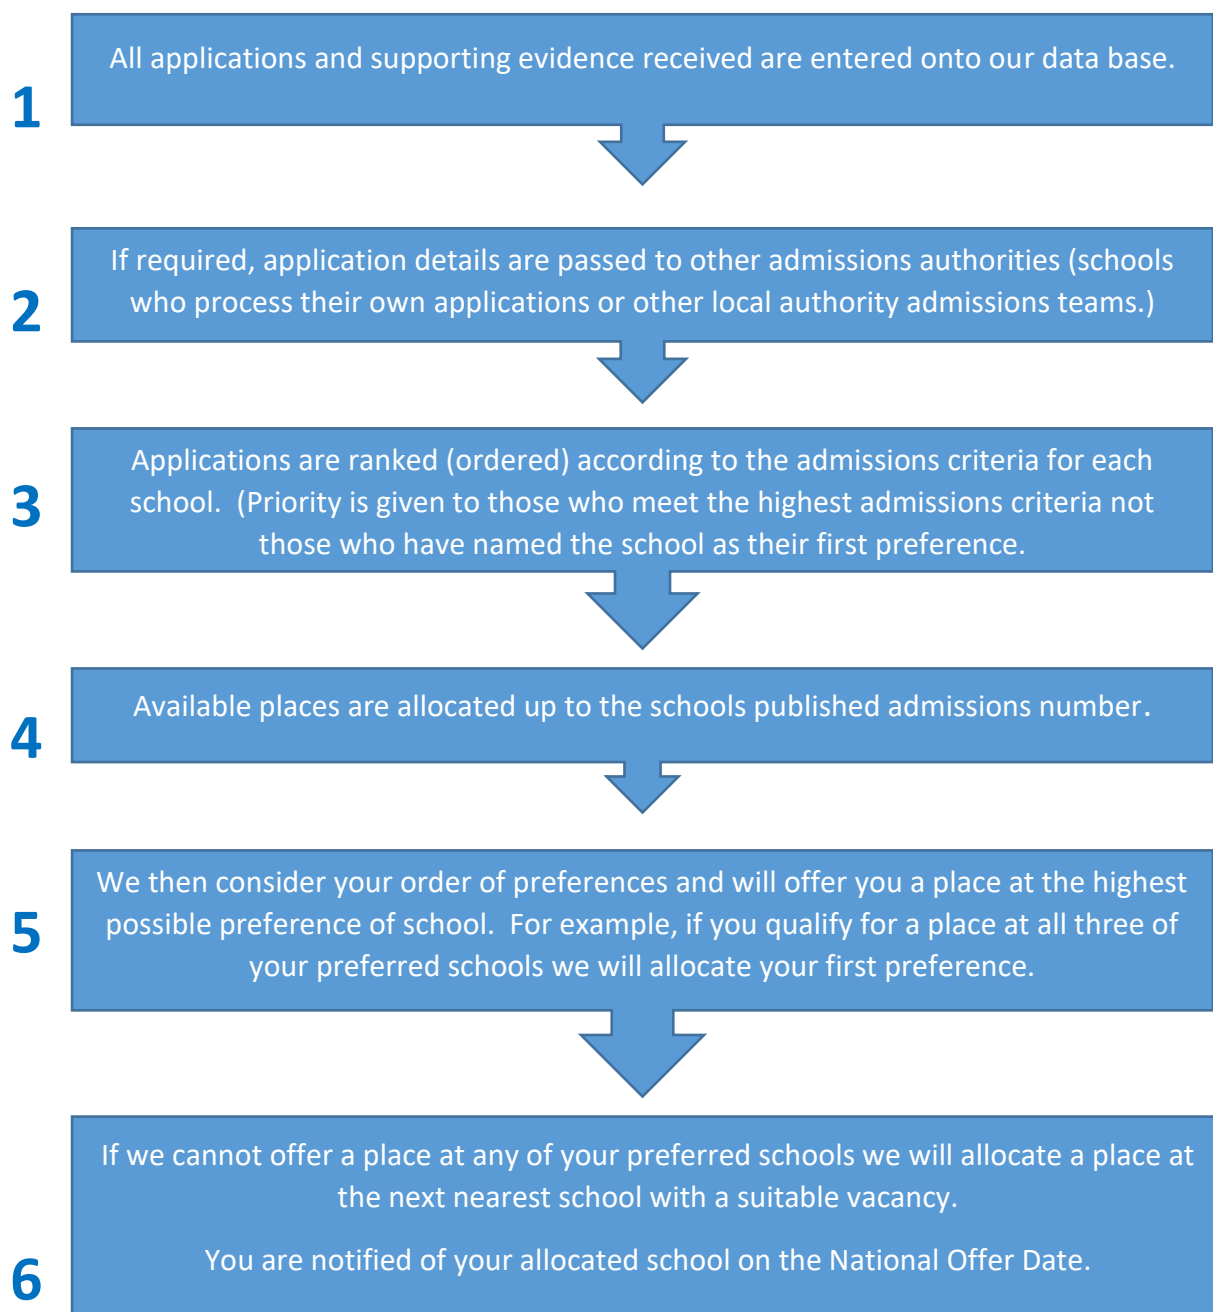 1
All applications and supporting evidence received are entered onto our data base.
2
If required, application details are passed to other admissions authorities (schools
who process their own applications or other local authority admissions teams.)
3
Applications are ranked (ordered) according to the admissions criteria for each
school.  (Priority is given to those who meet the highest admissions criteria not
those who have named the school as their first preference.
4
Available places are allocated up to the schools published admissions number.
5
We then consider your order of preferences and will offer you a place at the highest
possible preference of school.  For example, if you qualify for a place at all three of
your preferred schools we will allocate your first preference.
6
If we cannot offer a place at any of your preferred schools we will allocate a place at
the next nearest school with a suitable vacancy.
You are notified of your allocated school on the National Offer Date.